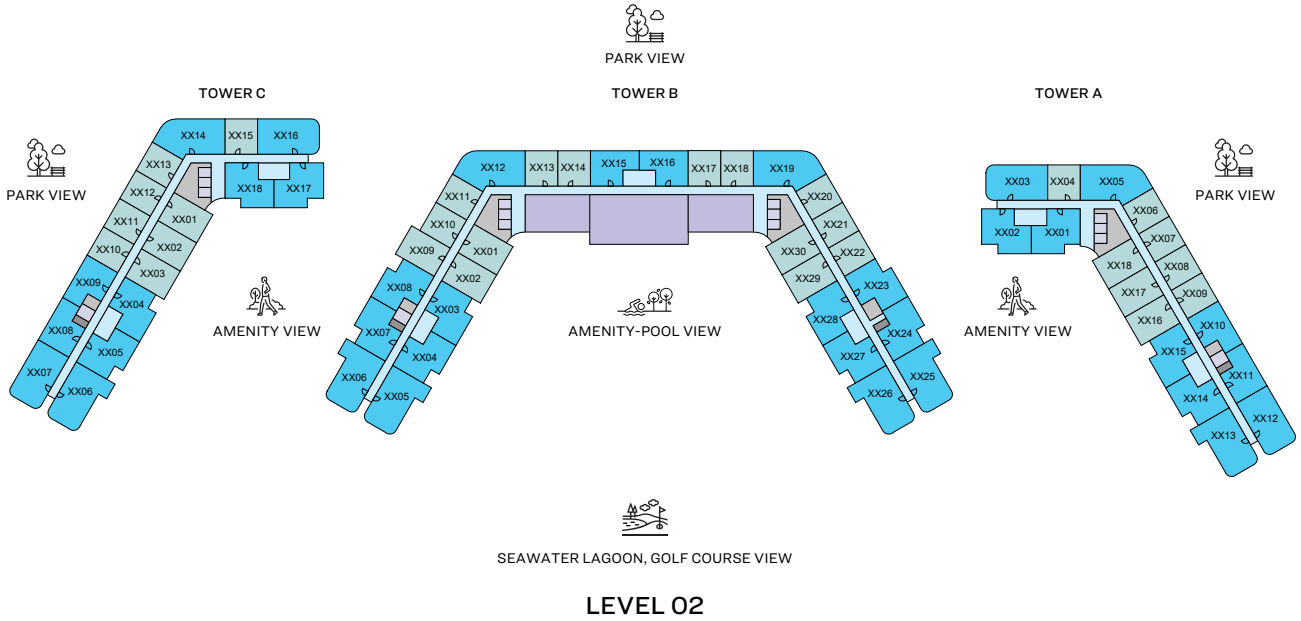 PARK VIEW
TOWER C
TOWER B
TOWER A
PARK VIEW
PARK VIEW
XX14
XX15
XX16
XX13
XX18
XX17
XX12
XX01
XX11
XX02
XX10
XX03
XX09
XX04
XX08
XX05
XX07
XX06
XX12
XX13
XX14
XX15
XX16
XX17
XX18
XX19
XX11
XX20
XX10
XX21
XX09
XX01
XX30
XX22
XX02
XX29
XX08
XX23
XX03
XX28
XX07
XX24
XX04
XX27
XX06
XX25
XX05
XX26
XX03
XX04
XX05
XX06
XX02
XX01
XX07
XX18
XX08
XX17
XX09
XX16
XX10
XX15
XX11
XX14
XX12
XX13
AMENITY VIEW
AMENITY-POOL VIEW
AMENITY VIEW
SEAWATER LAGOON, GOLF COURSE VIEW
LEVEL 02